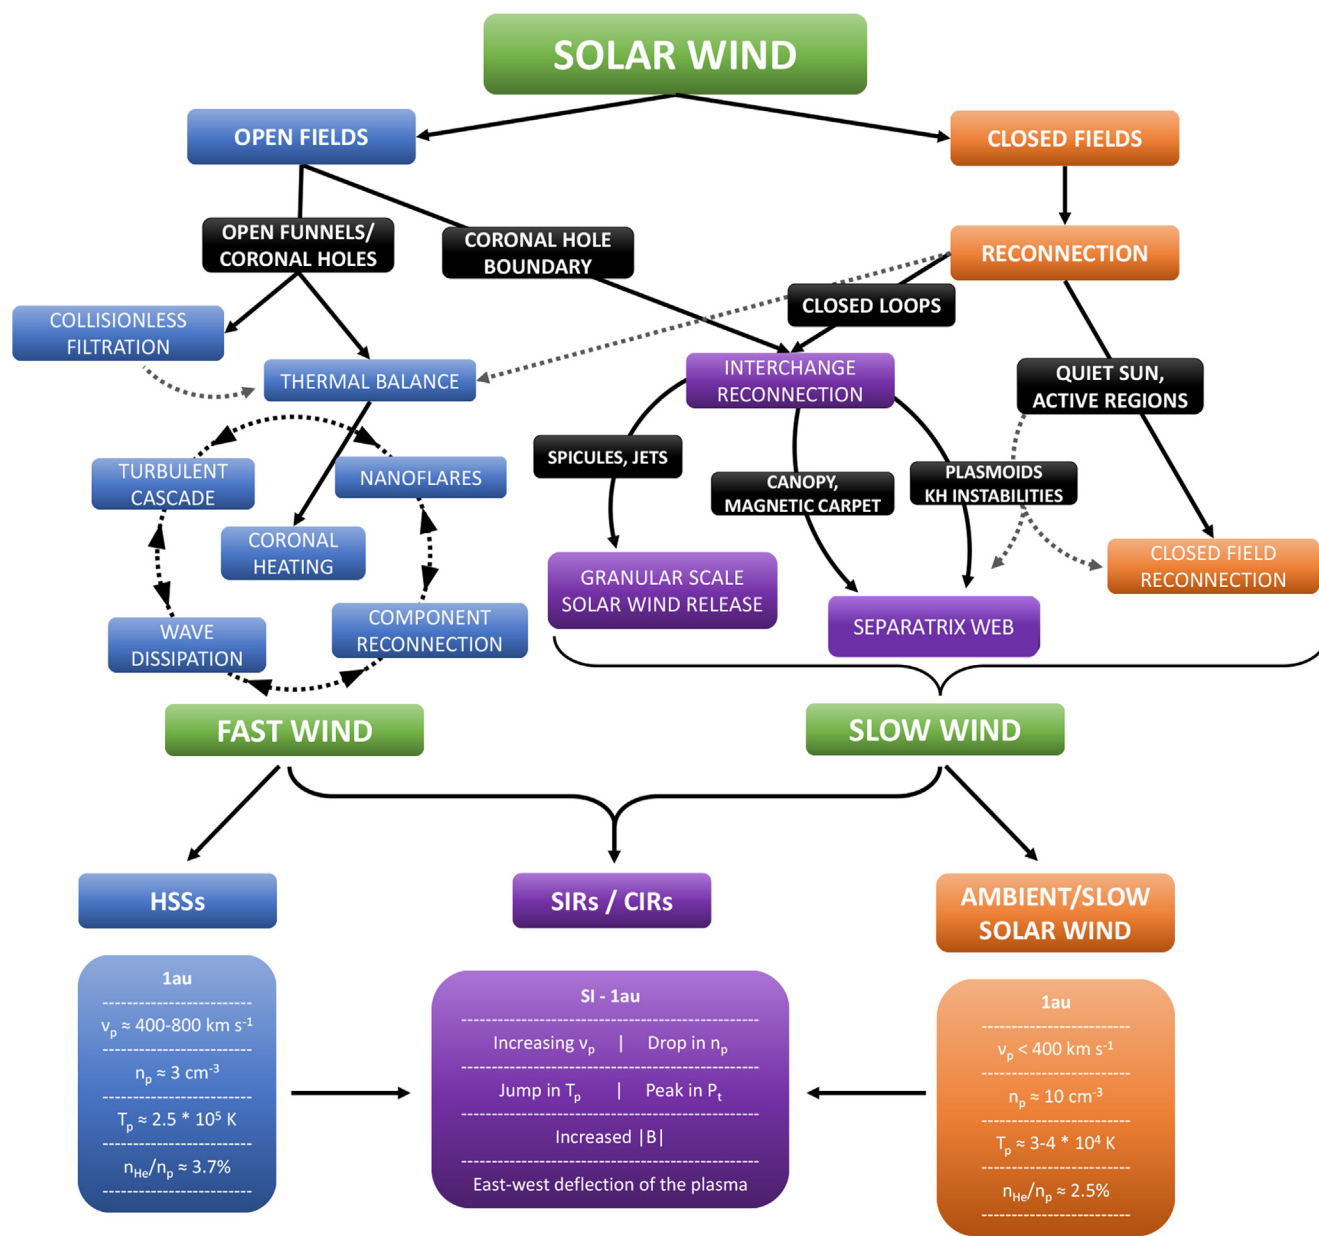 SOLAR WIND
OPEN FIELDS
CLOSED FIELDS
OPEN FUNNELS/
CORONAL HOLES
CORONAL HOLE
BOUNDARY
RECONNECTION
COLLISIONLESS
FILTRATION
CLOSED LOOPS
THERMAL BALANCE
INTERCHANGE
RECONNECTION
QUIET SUN,
ACTIVE REGIONS
TURBULENT
CASCADE
NANOFLARES
SPICULES, JETS
CANOPY,
MAGNETIC CARPET
PLASMOIDS
KH INSTABILITIES
CORONAL
HEATING
GRANULAR SCALE
SOLAR WIND RELEASE
CLOSED FIELD
RECONNECTION
WAVE
DISSIPATION
COMPONENT
RECONNECTION
SEPARATRIX WEB
FAST WIND
SLOW WIND
HSSs
SIRs / CIRs
AMBIENT/SLOW
SOLAR WIND
1au
--------------------------
νp ≈ 400-800 km s⁻¹
--------------------------
np ≈ 3 cm⁻³
--------------------------
Tp ≈ 2.5 * 10⁵ K
--------------------------
nHe/np ≈ 3.7%
--------------------------
SI - 1au
----------------------------------------------------
Increasing νp | Drop in np
----------------------------------------------------
Jump in Tp | Peak in Pt
----------------------------------------------------
Increased |B|
----------------------------------------------------
East-west deflection of the plasma
1au
--------------------------
νp < 400 km s⁻¹
--------------------------
np ≈ 10 cm⁻³
--------------------------
Tp ≈ 3-4 * 10⁴ K
--------------------------
nHe/np ≈ 2.5%
--------------------------